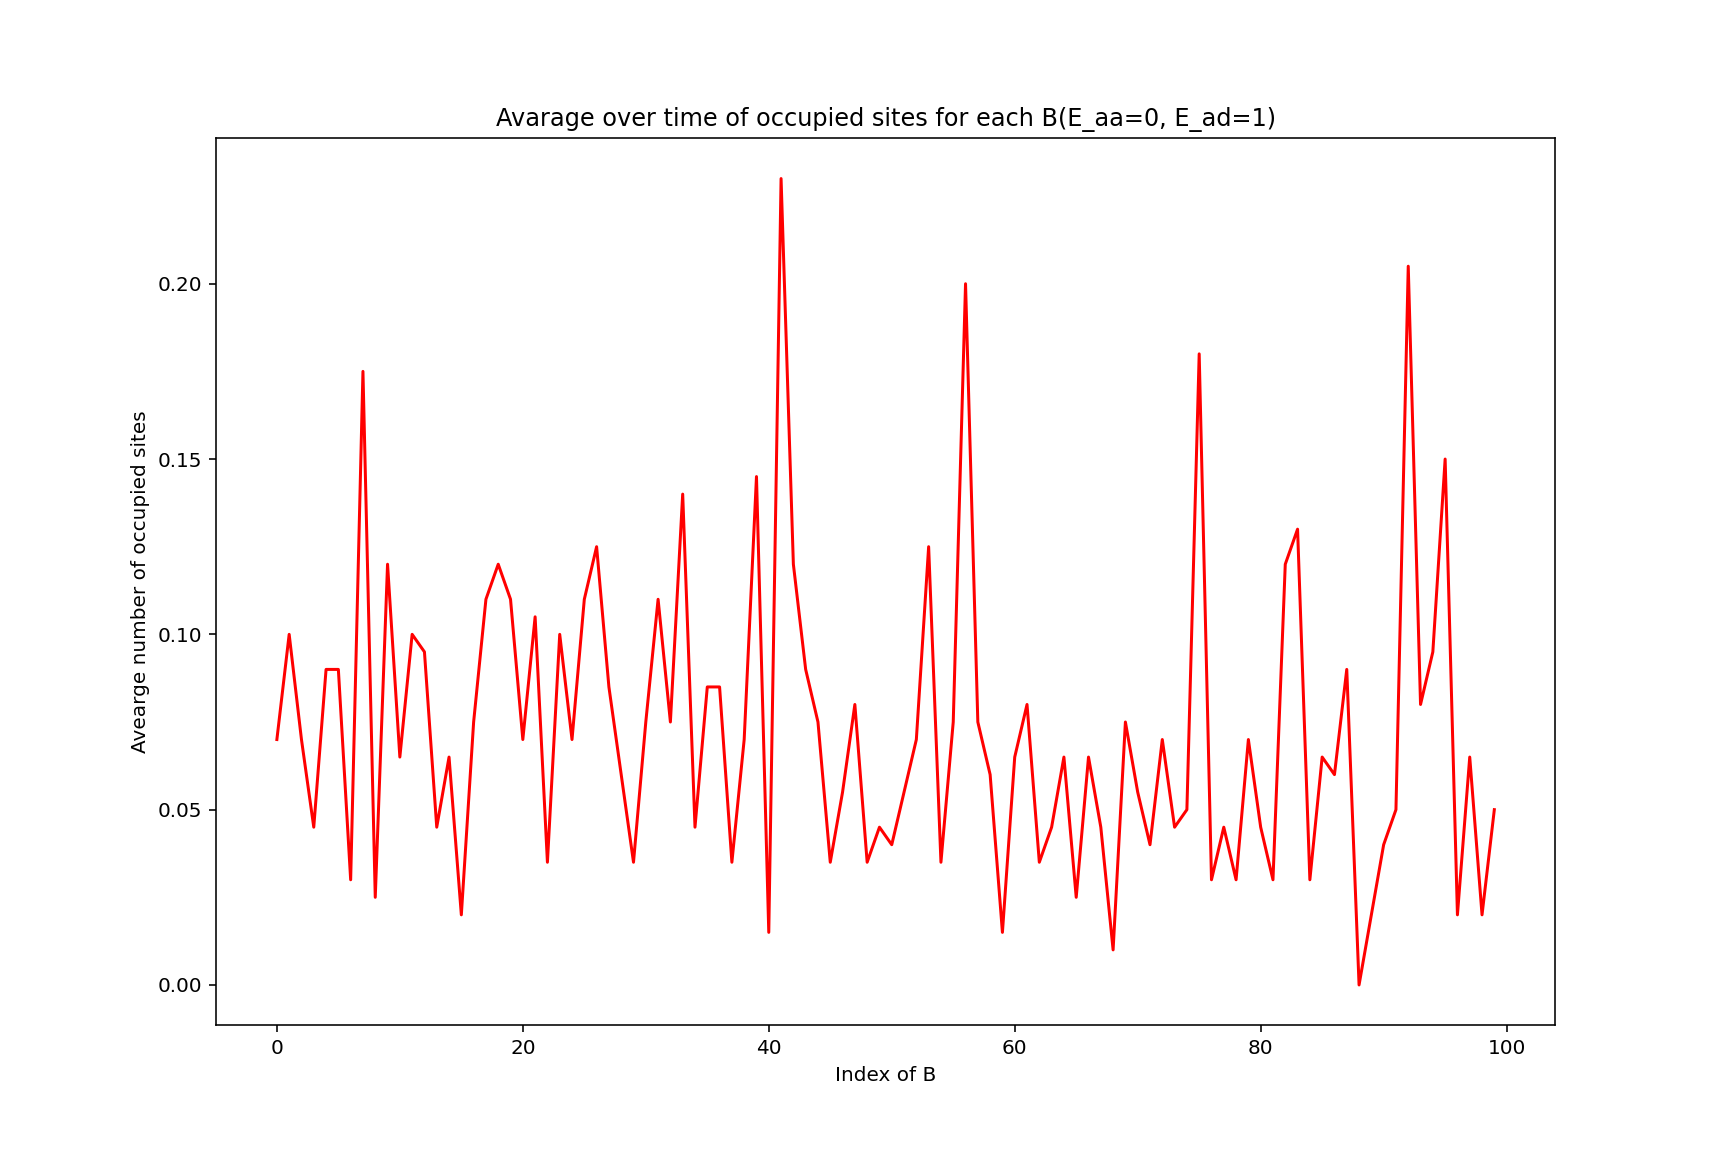 Avarage over time of occupied sites for each B(E_aa=0, E_ad=1)
Avearge number of occupied sites
0.20
0.15
0.10
0.05
0.00
0 20 40 60 80 100
Index of B